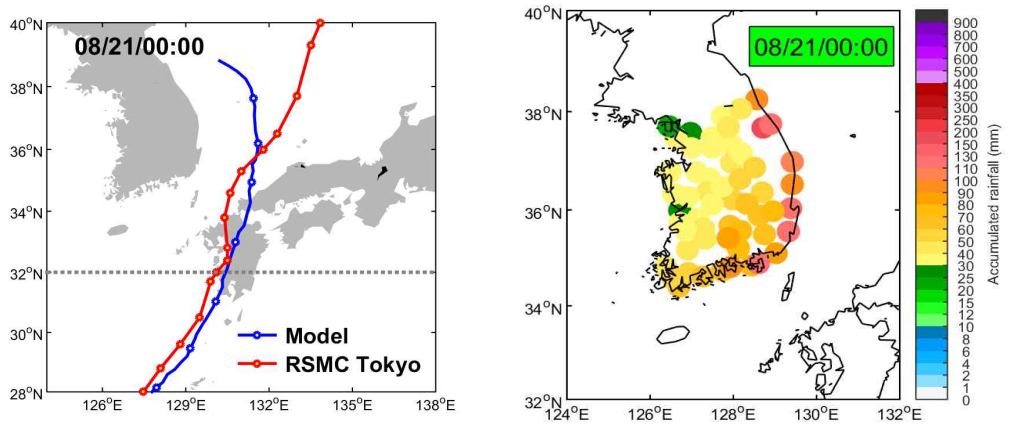 40°N
38°N
36°N
34°N
32°N
30°N
28°N
126°E
129°E
132°E
135°E
138°E
08/21/00:00
Model
RSMC Tokyo
40°N
38°N
36°N
34°N
32°N
124°E
126°E
128°E
130°E
132°E
08/21/00:00
900
800
700
600
500
400
350
300
250
200
150
130
110
100
90
80
70
60
50
40
30
25
20
15
12
10
8
6
4
2
1
0
Accumulated rainfall (mm)